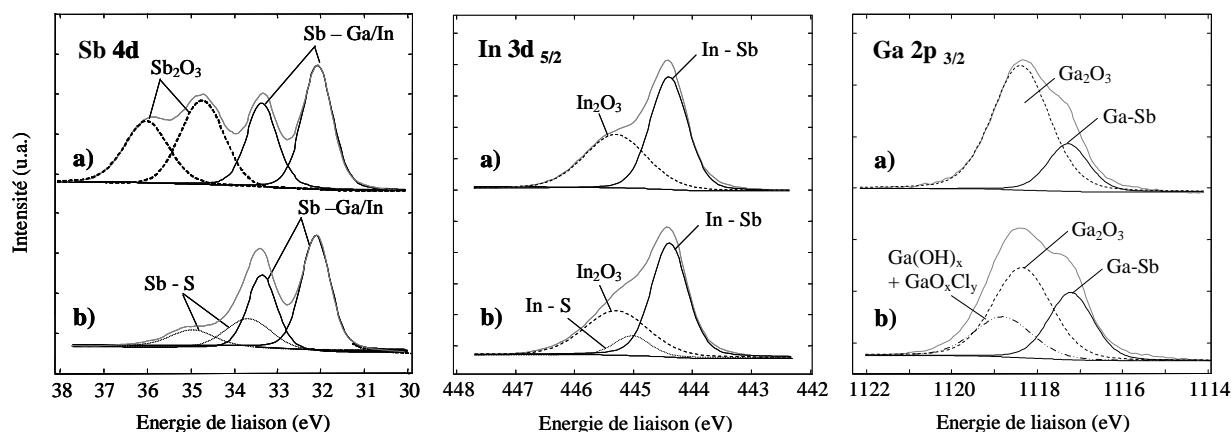 Intensité (u.a.)
Sb 4d
Sb – Ga/In
Sb₂O₃
a)
Sb –Ga/In
Sb - S
b)
38 37 36 35 34 33 32 31 30
Energie de liaison (eV)
In 3d 5/2
In - Sb
In₂O₃
a)
In - Sb
In₂O₃
In - S
b)
448 447 446 445 444 443 442
Energie de liaison (eV)
Ga 2p 3/2
Ga₂O₃
Ga-Sb
a)
Ga₂O₃
Ga(OH)ₓ
+ GaOₓClᵧ
Ga-Sb
b)
1122 1120 1118 1116 1114
Energie de liaison (eV)